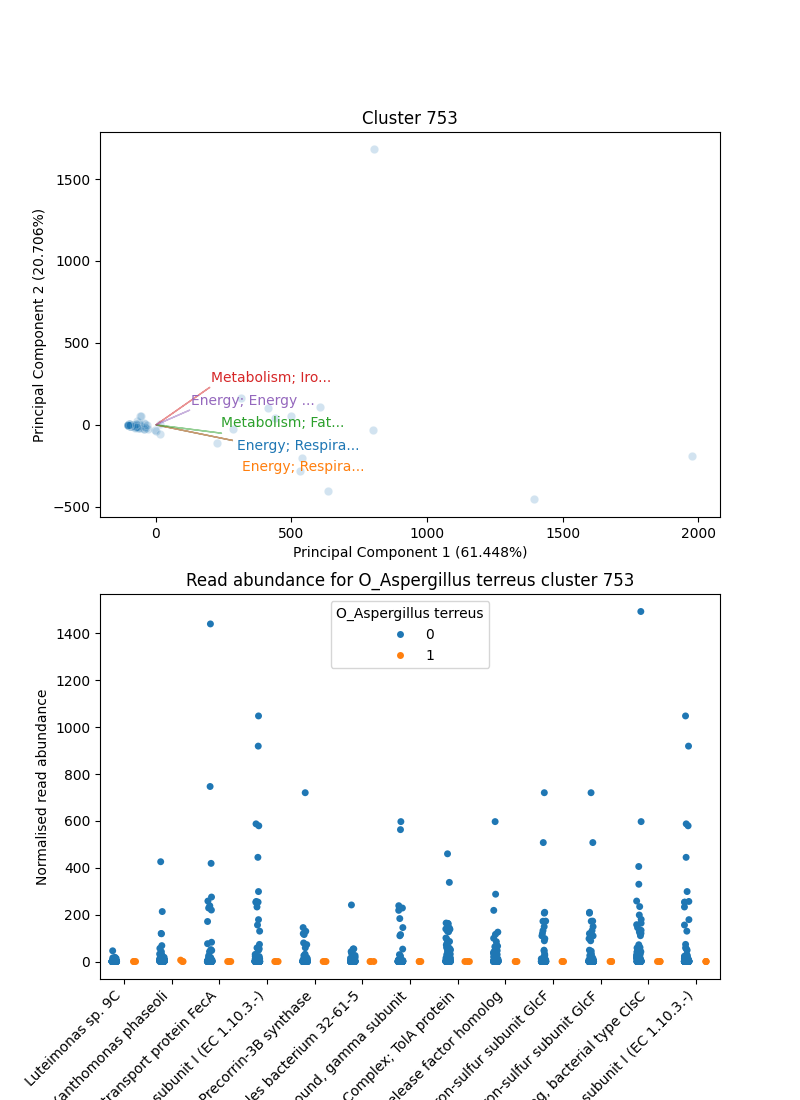 Cluster 753
Principal Component 2 (20.706%)
1500
1000
500
0
−500
Metabolism; Iro...
Energy; Energy ...
Metabolism; Fat...
Energy; Respira...
Energy; Respira...
0
500
1000
1500
2000
Principal Component 1 (61.448%)
Read abundance for O_Aspergillus terreus cluster 753
O_Aspergillus terreus
0
1
Normalised read abundance
1400
1200
1000
800
600
400
200
0
Luteimonas sp. 9C
Xanthomonas phaseoli
transport protein FecA
subunit I (EC 1.10.3.-)
Precorrin-3B synthase
les bacterium 32-61-5
ound, gamma subunit
Complex; TolA protein
elease factor homolog
ron-sulfur subunit GlcF
ron-sulfur subunit GlcF
g, bacterial type ClsC
subunit I (EC 1.10.3.-)